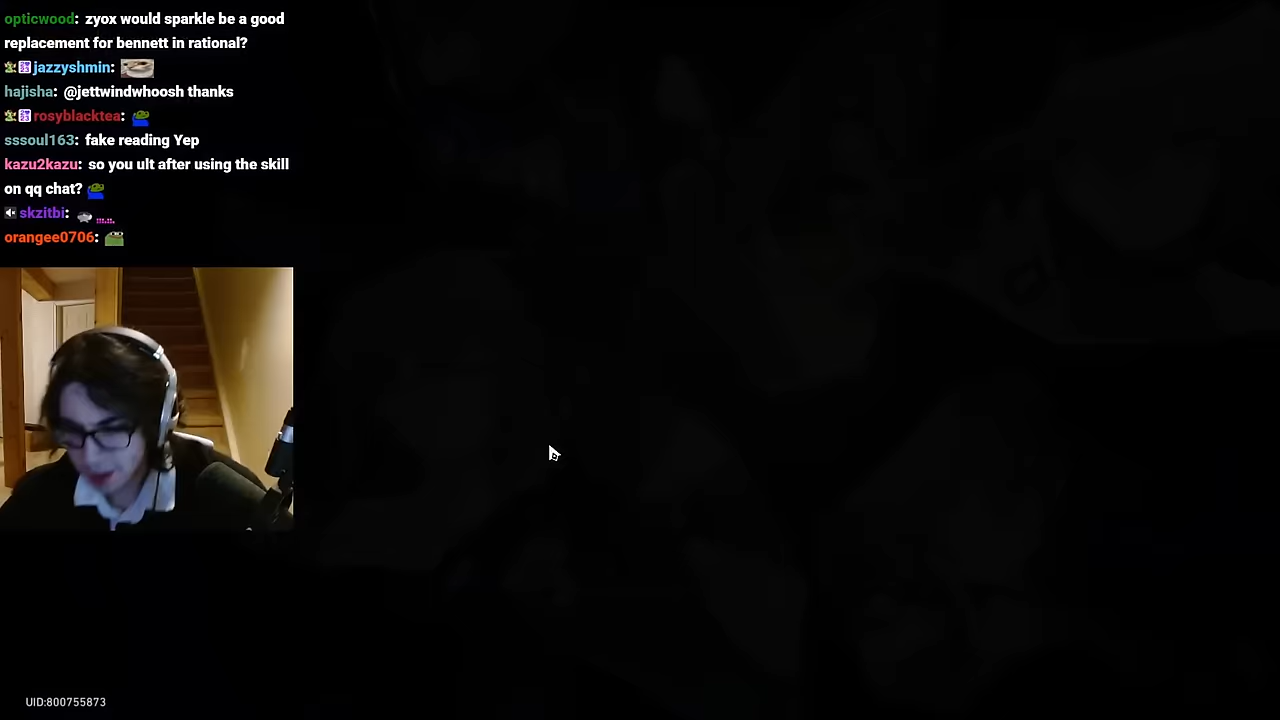 opticwood: zyox would sparkle be a good
replacement for bennett in rational?
jazzyshmin:
hajisha: @jettwindwhoosh thanks
rosyblacktea:
sssoul163: fake reading Yep
kazu2kazu: so you ult after using the skill
on qq chat?
skzitbi:
orangee0706:
UID:800755873